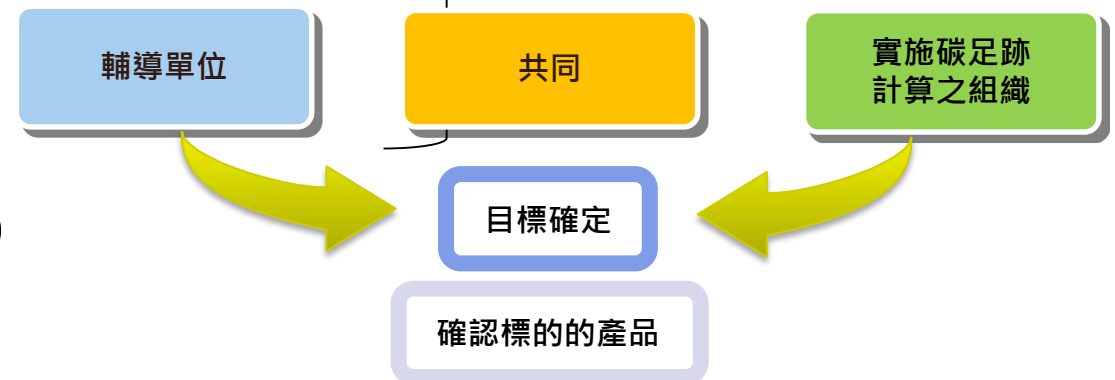 輔導單位
共同
實施碳足跡
計算之組織
目標確定
確認標的的產品